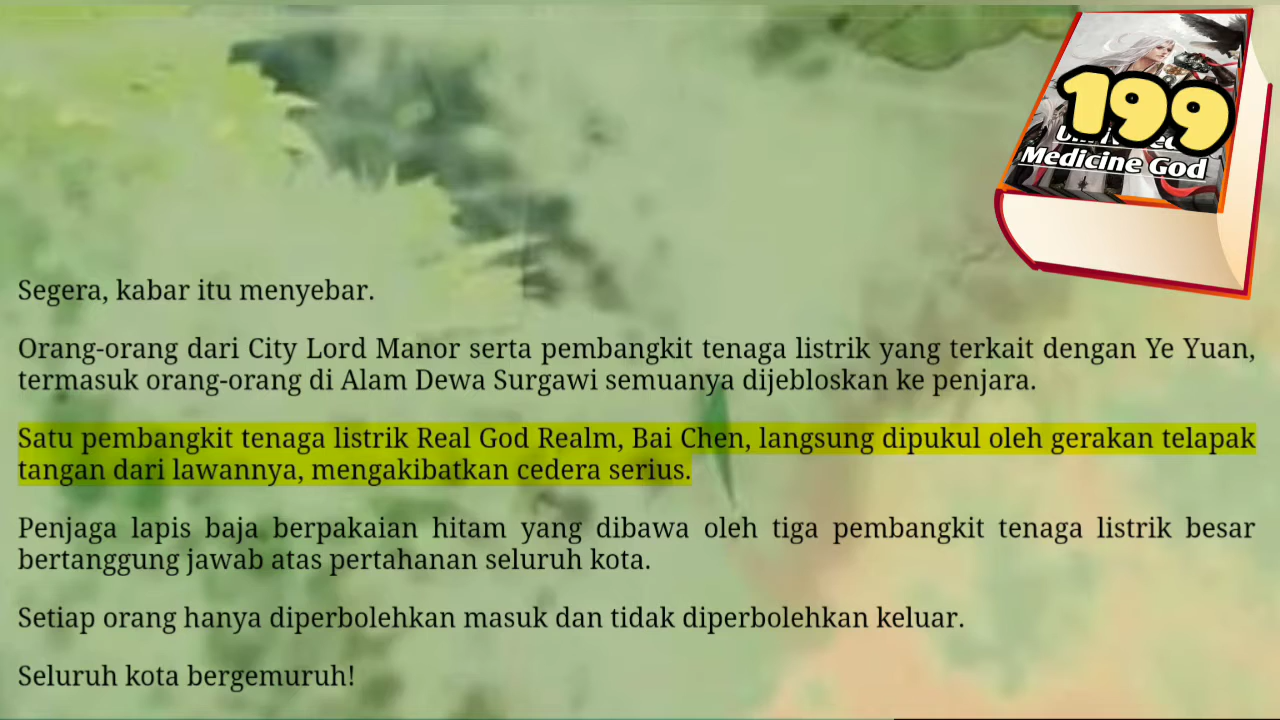 199
Medicine God
Segera, kabar itu menyebar.
Orang-orang dari City Lord Manor serta pembangkit tenaga listrik yang terkait dengan Ye Yuan,
termasuk orang-orang di Alam Dewa Surgawi semuanya dijebloskan ke penjara.
Satu pembangkit tenaga listrik Real God Realm, Bai Chen, langsung dipukul oleh gerakan telapak
tangan dari lawannya, mengakibatkan cedera serius.
Penjaga lapis baja berpakaian hitam yang dibawa oleh tiga pembangkit tenaga listrik besar
bertanggung jawab atas pertahanan seluruh kota.
Setiap orang hanya diperbolehkan masuk dan tidak diperbolehkan keluar.
Seluruh kota bergemuruh!